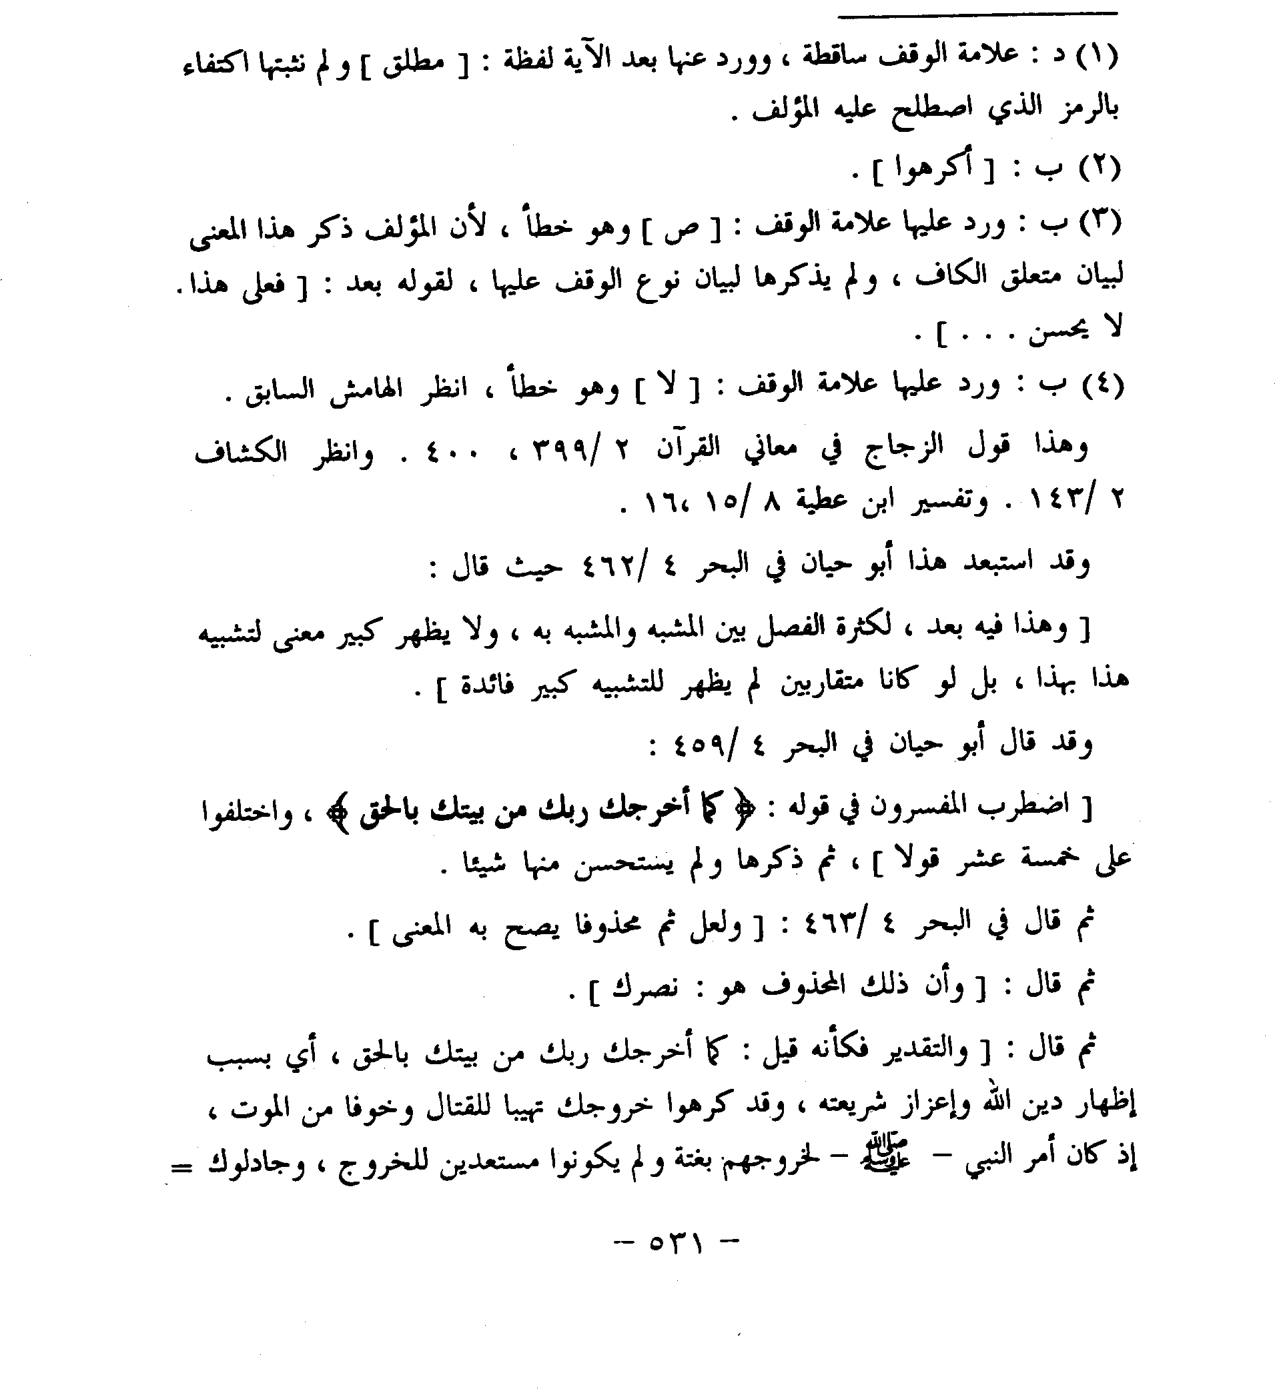 (١) د : علامة الوقف ساقطة ، وورد عنها بعد الآية لفظة : [ مطلق ] ولم نثبتها اكتفاء
بالرمز الذي اصطلح عليه المؤلف .
(٢) ب : [ أكرهوا ] .
(٣) ب : ورد عليها علامة الوقف : [ ص ] وهو خطأ ، لأن المؤلف ذكر هذا المعنى
لبيان متعلق الكاف ، ولم يذكرها لبيان نوع الوقف عليها ، لقوله بعد : [ فعلى هذا .
لا يحسن . . . ] .
(٤) ب : ورد عليها علامة الوقف : [ لا ] وهو خطأ ، انظر الهامش السابق .
وهذا قول الزجاج في معاني القرآن ٢ /٣٩٩ ، ٤٠٠ . وانظر الكشاف
٢ /١٤٣ . وتفسير ابن عطية ٨ /١٥ ،١٦ .
وقد استبعد هذا أبو حيان في البحر ٤ /٤٦٢ حيث قال :
[ وهذا فيه بعد ، لكثرة الفصل بين المشبه والمشبه به ، ولا يظهر كبير معنى لتشبيه
هذا بهذا ، بل لو كانا متقاربين لم يظهر للتشبيه كبير فائدة ] .
وقد قال أبو حيان في البحر ٤ /٤٥٩ :
[ اضطرب المفسرون في قوله : ﴿ كما أخرجك ربك من بيتك بالحق ﴾ ، واختلفوا
على خمسة عشر قولا ] ، ثم ذكرها ولم يستحسن منها شيئا .
ثم قال في البحر ٤ /٤٦٣ : [ ولعل ثم محذوفا يصح به المعنى ] .
ثم قال : [ وأن ذلك المحذوف هو : نصرك ] .
ثم قال : [ والتقدير فكأنه قيل : كما أخرجك ربك من بيتك بالحق ، أي بسبب
إظهار دين الله وإعزاز شريعته ، وقد كرهوا خروجك تهيبا للقتال وخوفا من الموت ،
إذ كان أمر النبي – ﷺ – لخروجهم بغتة ولم يكونوا مستعدين للخروج ، وجادلوك =
– ٥٣١ –